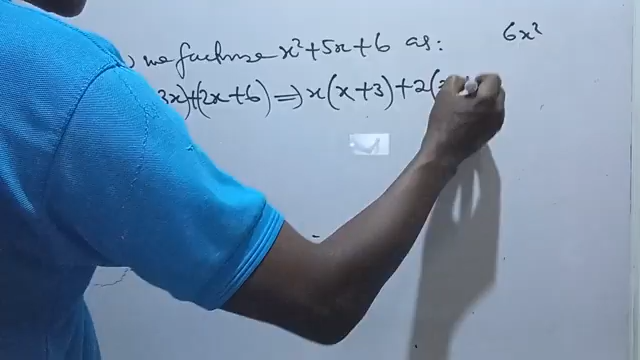 ) we factorise x² + 5x + 6 as: 6x²
3x) + (2x + 6) ⇒ x(x + 3) + 2(